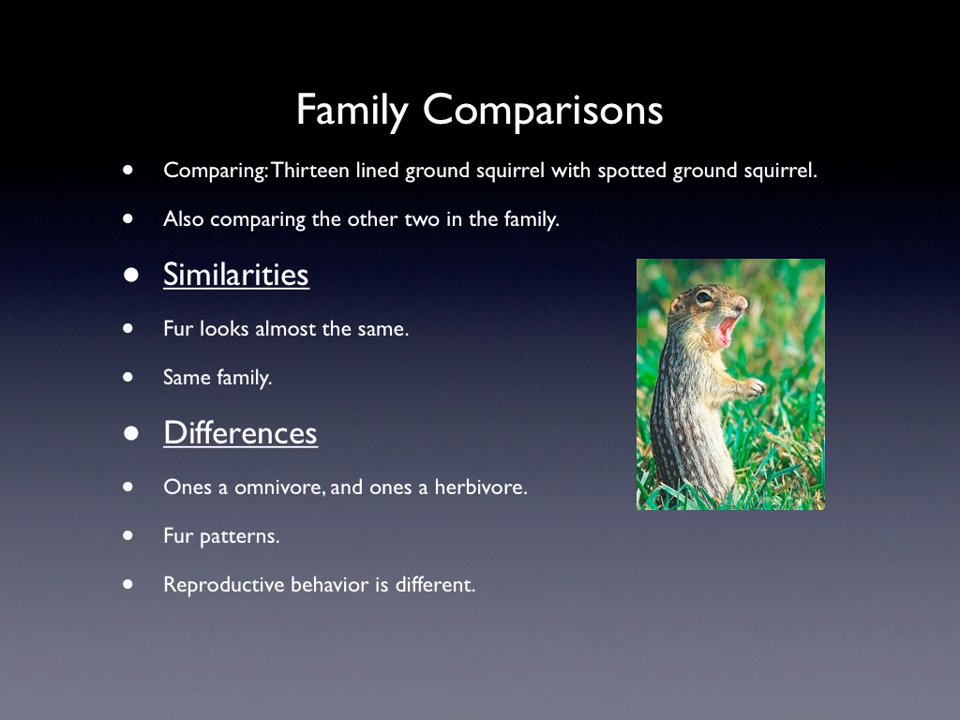 Family Comparisons
• Comparing: Thirteen lined ground squirrel with spotted ground squirrel.
• Also comparing the other two in the family.
• Similarities
• Fur looks almost the same.
• Same family.
• Differences
• Ones a omnivore, and ones a herbivore.
• Fur patterns.
• Reproductive behavior is different.